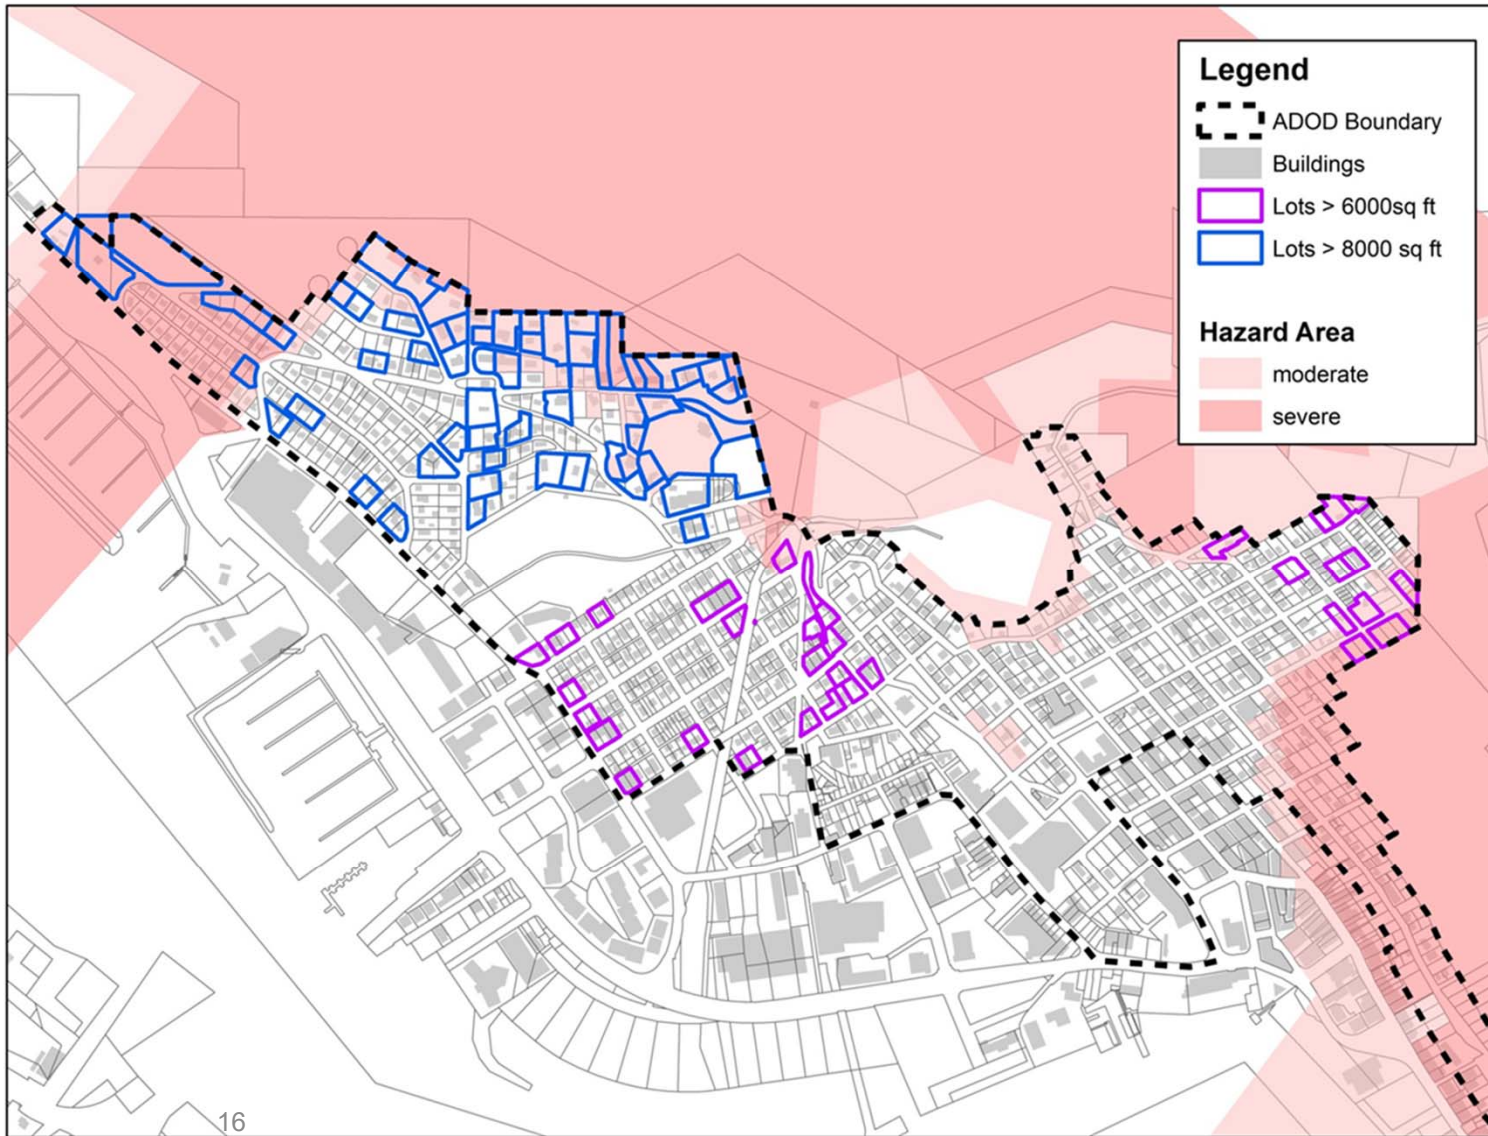 Legend
ADOD Boundary
Buildings
Lots > 6000sq ft
Lots > 8000 sq ft
Hazard Area
moderate
severe
16